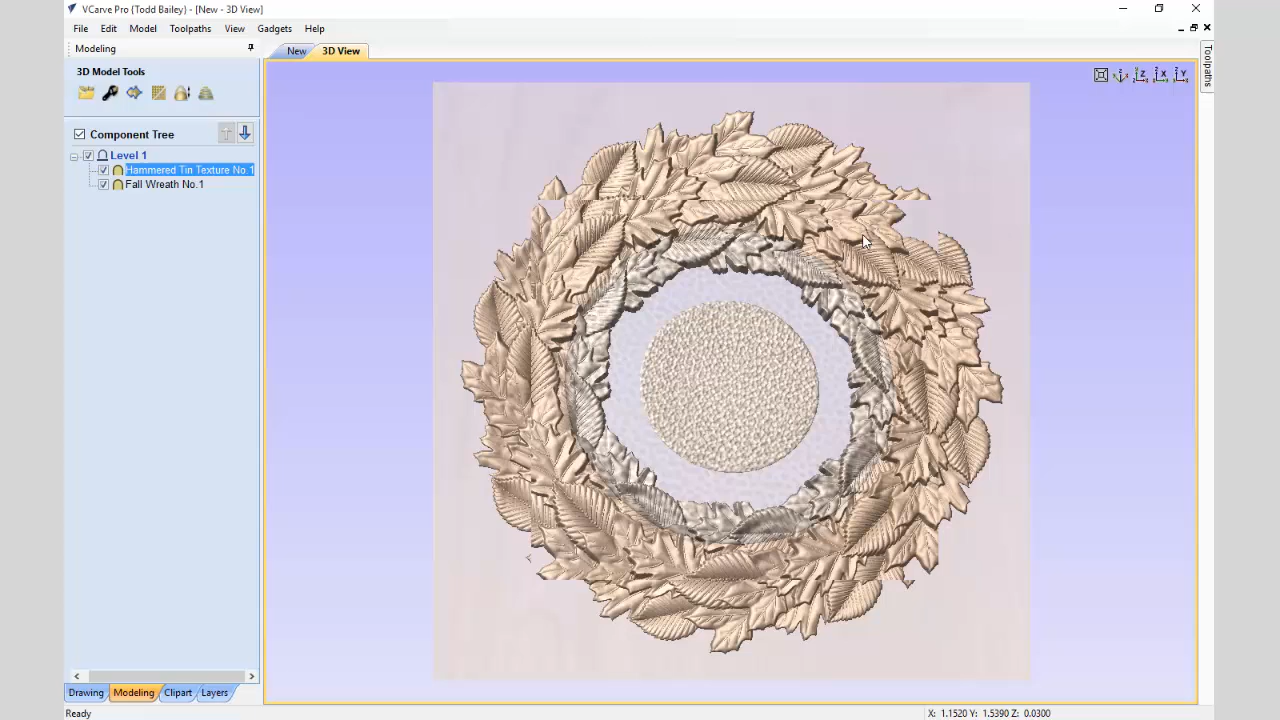 VCarve Pro (Todd Bailey) - [New - 3D View]
File Edit Model Toolpaths View Gadgets Help
Modeling
New 3D View
Toolpaths
3D Model Tools
Z X Y
Component Tree
Level 1
Hammered Tin Texture No.1
Fall Wreath No.1
Drawing Modeling Clipart Layers
Ready
X: 1.1520 Y: 1.5390 Z: 0.0300